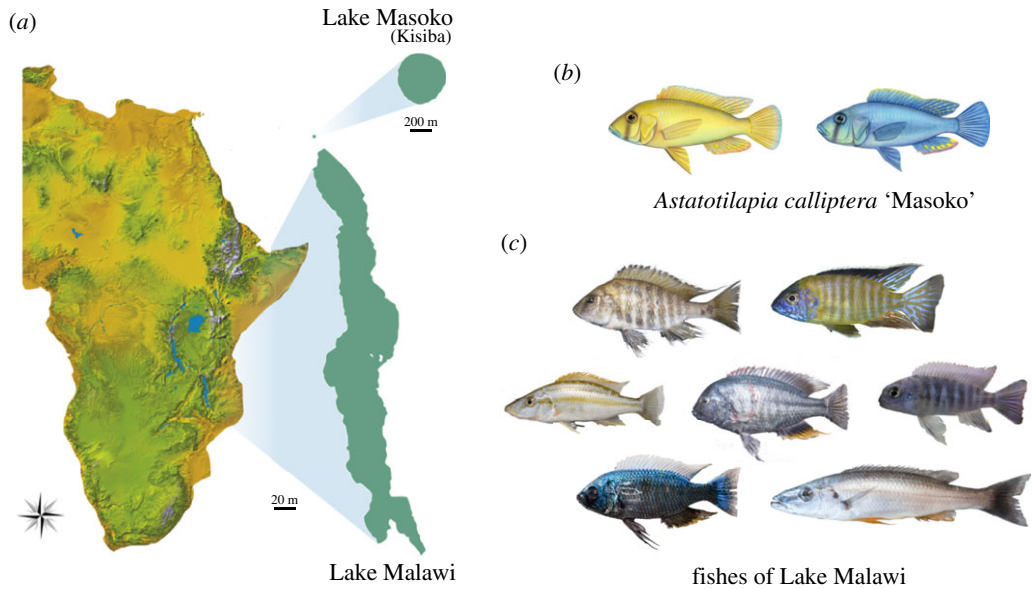 (a)
Lake Masoko
(Kisiba)
200 m
20 m
Lake Malawi
(b)
Astatotilapia calliptera ‘Masoko’
(c)
fishes of Lake Malawi